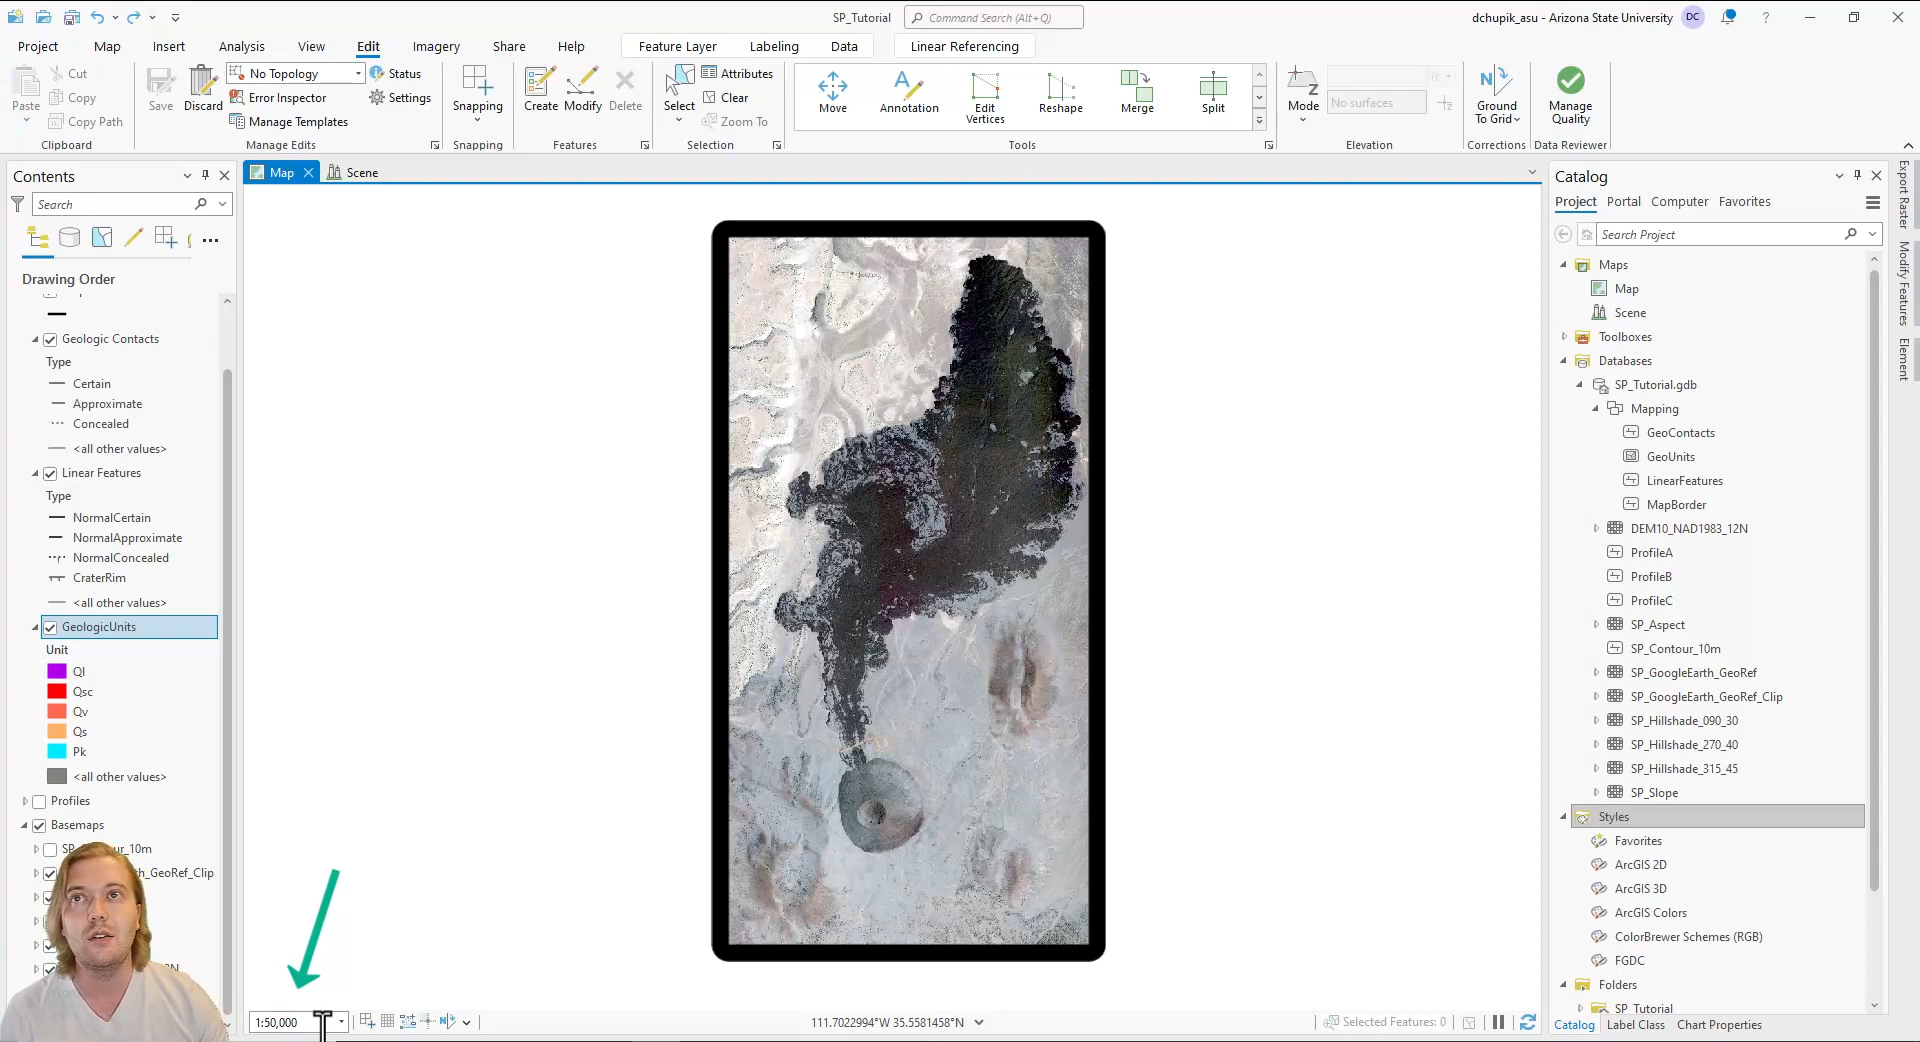 SP_Tutorial
Command Search (Alt+Q)
dchupik_asu - Arizona State University
DC
?
Project
Map
Insert
Analysis
View
Edit
Imagery
Share
Help
Feature Layer
Labeling
Data
Linear Referencing
Paste
Cut
Copy
Copy Path
Clipboard
Save
Discard
No Topology
Error Inspector
Manage Templates
Status
Settings
Manage Edits
Snapping
Snapping
Create
Modify
Delete
Features
Select
Attributes
Clear
Zoom To
Selection
Move
Annotation
Edit
Vertices
Reshape
Merge
Split
Tools
Mode
ft
No surfaces
Elevation
Ground
To Grid
Corrections
Manage
Quality
Data Reviewer
Contents
Search
Drawing Order
Geologic Contacts
Type
Certain
Approximate
Concealed
<all other values>
Linear Features
Type
NormalCertain
NormalApproximate
NormalConcealed
CraterRim
<all other values>
GeologicUnits
Unit
Ql
Qsc
Qv
Qs
Pk
<all other values>
Profiles
Basemaps
Map
Scene
1:50,000
111.7022994°W 35.5581458°N
Selected Features: 0
Catalog
Project
Portal
Computer
Favorites
Search Project
Maps
Map
Scene
Toolboxes
Databases
SP_Tutorial.gdb
Mapping
GeoContacts
GeoUnits
LinearFeatures
MapBorder
DEM10_NAD1983_12N
ProfileA
ProfileB
ProfileC
SP_Aspect
SP_Contour_10m
SP_GoogleEarth_GeoRef
SP_GoogleEarth_GeoRef_Clip
SP_Hillshade_090_30
SP_Hillshade_270_40
SP_Hillshade_315_45
SP_Slope
Styles
Favorites
ArcGIS 2D
ArcGIS 3D
ArcGIS Colors
ColorBrewer Schemes (RGB)
FGDC
Folders
SP_Tutorial
Catalog
Label Class
Chart Properties
Export Raster
Modify Features
Element